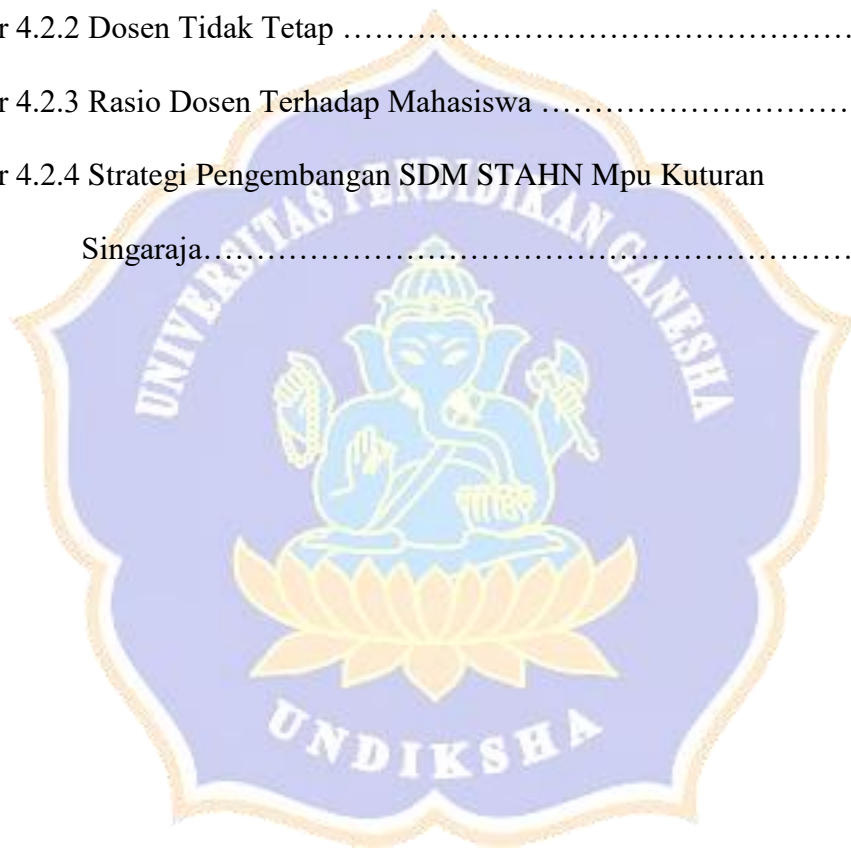 r 4.2.2 Dosen Tidak Tetap ……………………………………………
r 4.2.3 Rasio Dosen Terhadap Mahasiswa …………………………
r 4.2.4 Strategi Pengembangan SDM STAHN Mpu Kuturan
Singaraja………………………………………………………………
UNIVERSITAS PENDIDIKAN GANESHA
UNDIKSHA